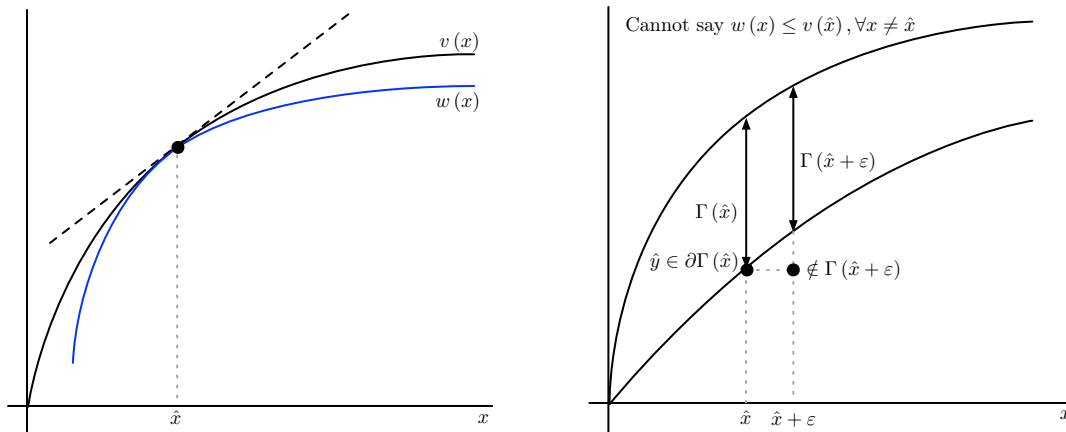 v (x)
w (x)
x̂
x
Cannot say w (x) ≤ v (x̂) , ∀x ≠ x̂
Γ (x̂ + ε)
Γ (x̂)
ŷ ∈ ∂Γ (x̂)
∉ Γ (x̂ + ε)
x̂
x̂ + ε
x